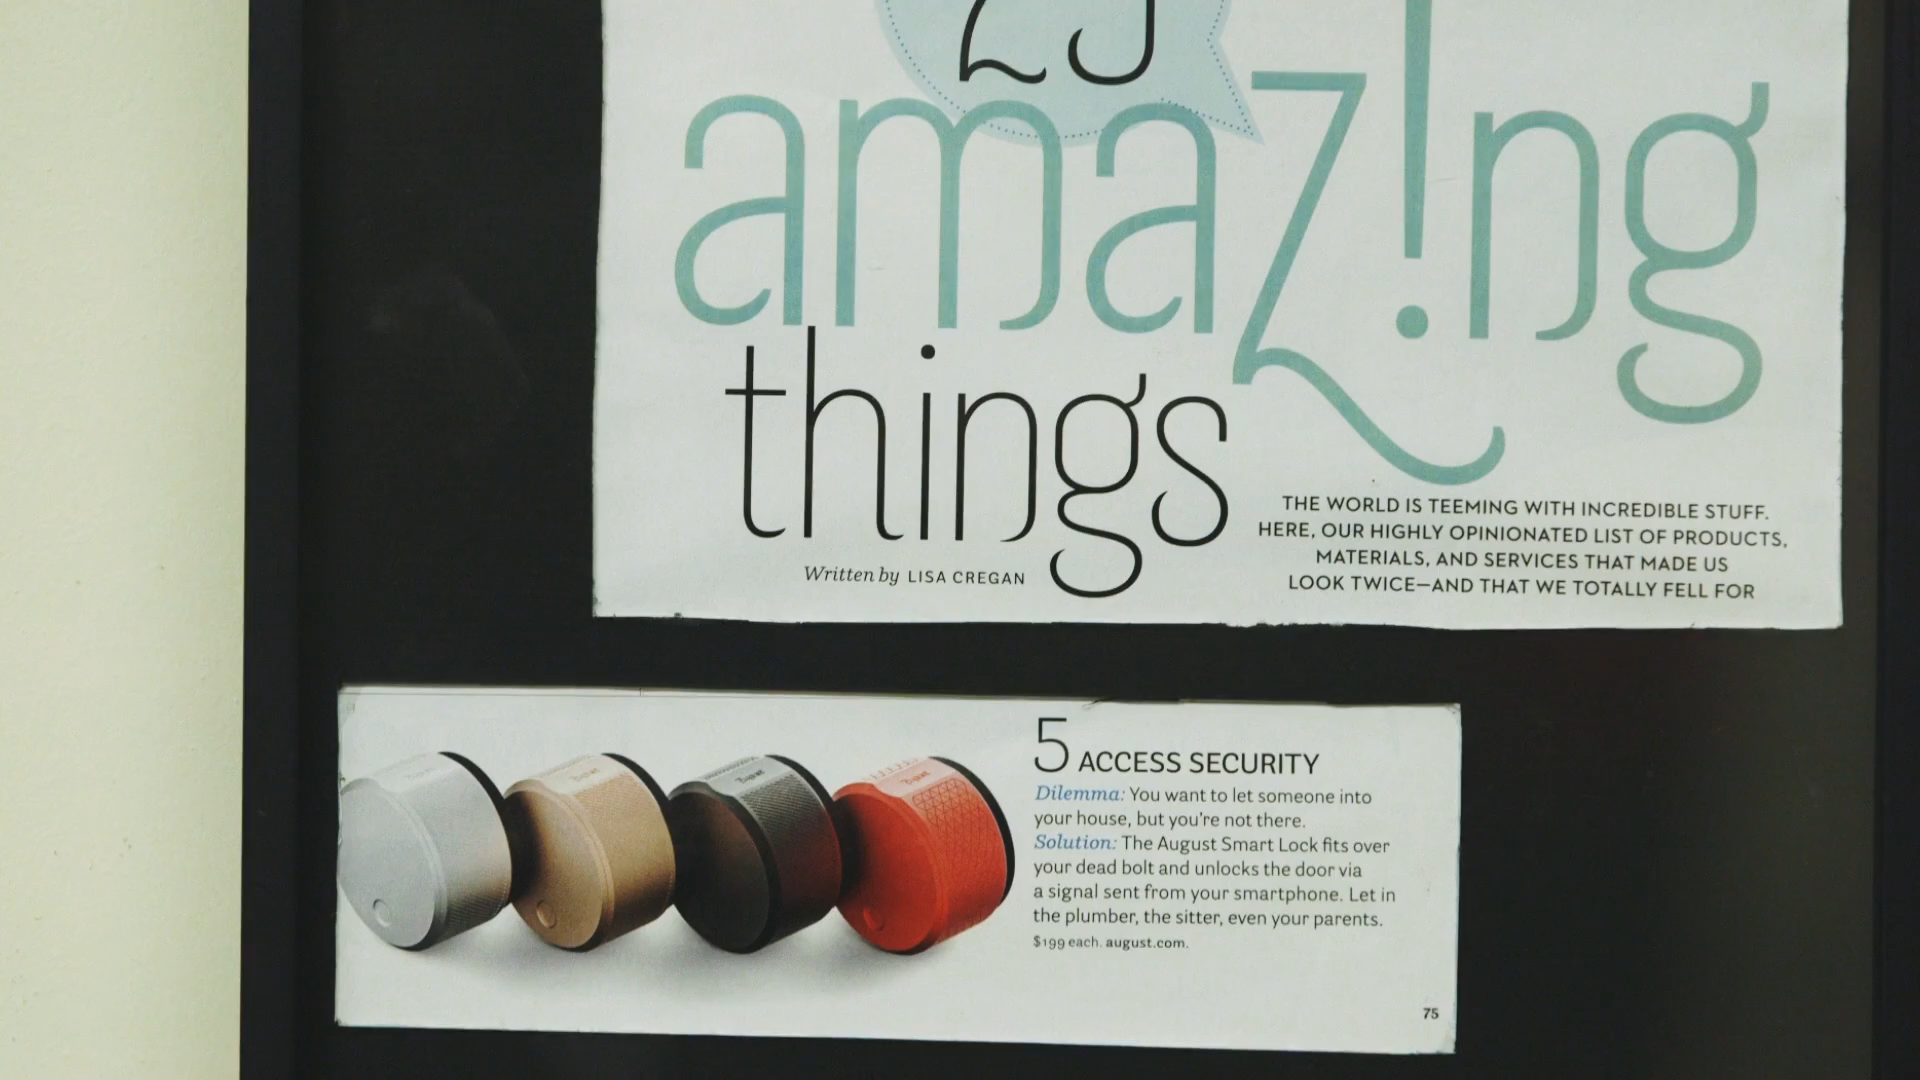 amaz!ng
things
Written by LISA CREGAN
THE WORLD IS TEEMING WITH INCREDIBLE STUFF.
HERE, OUR HIGHLY OPINIONATED LIST OF PRODUCTS,
MATERIALS, AND SERVICES THAT MADE US
LOOK TWICE—AND THAT WE TOTALLY FELL FOR
5 ACCESS SECURITY
Dilemma: You want to let someone into
your house, but you're not there.
Solution: The August Smart Lock fits over
your dead bolt and unlocks the door via
a signal sent from your smartphone. Let in
the plumber, the sitter, even your parents.
$199 each. august.com.
75